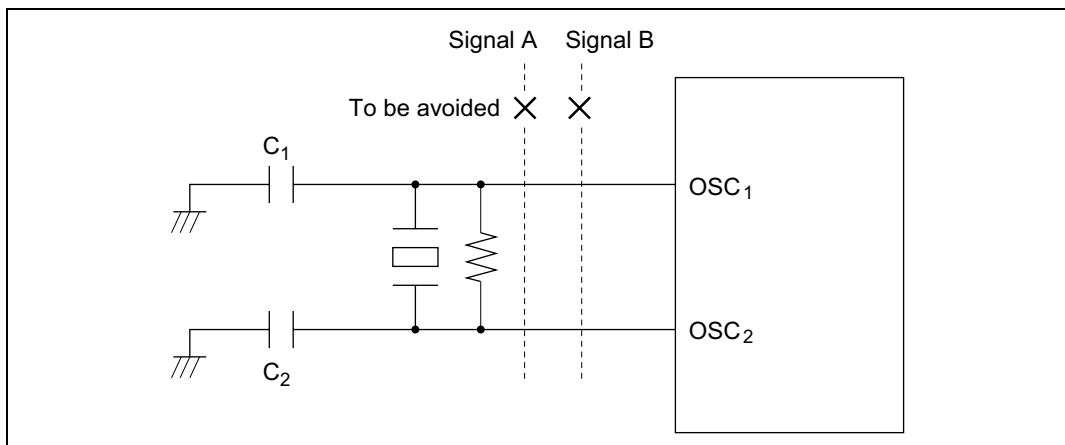 Signal A Signal B
To be avoided
C1
OSC1
OSC2
C2